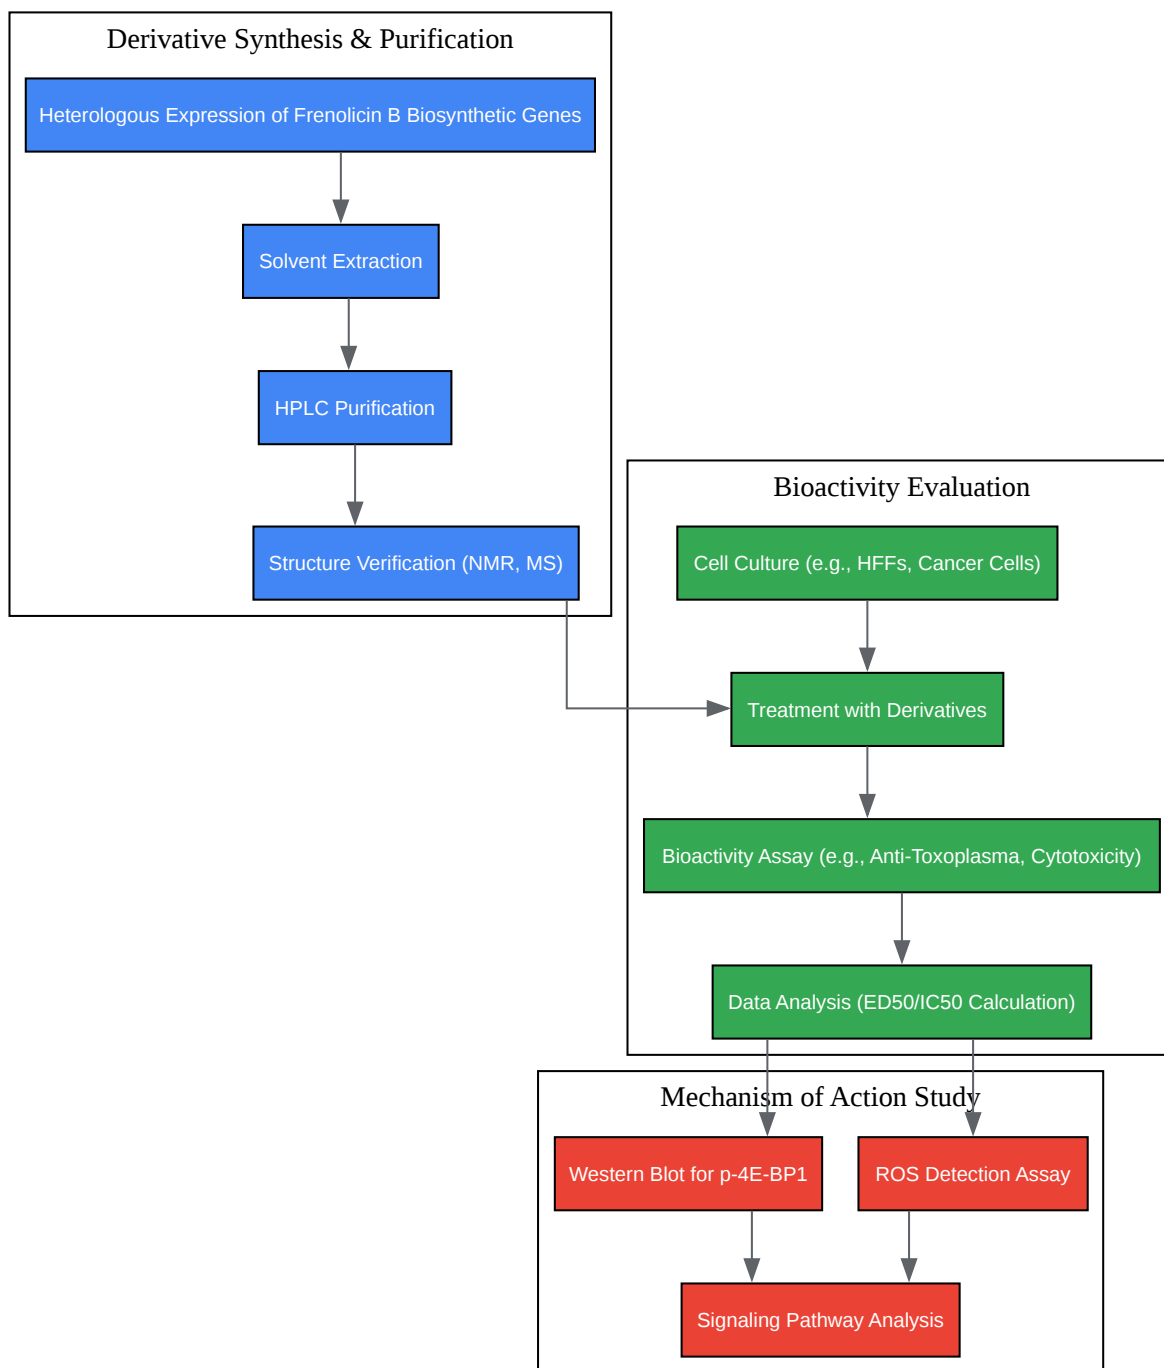 Derivative Synthesis & Purification
Heterologous Expression of Frenolicin B Biosynthetic Genes
Solvent Extraction
HPLC Purification
Structure Verification (NMR, MS)
Bioactivity Evaluation
Cell Culture (e.g., HFFs, Cancer Cells)
Treatment with Derivatives
Bioactivity Assay (e.g., Anti-Toxoplasma, Cytotoxicity)
Data Analysis (ED50/IC50 Calculation)
Mechanism of Action Study
Western Blot for p-4E-BP1
ROS Detection Assay
Signaling Pathway Analysis